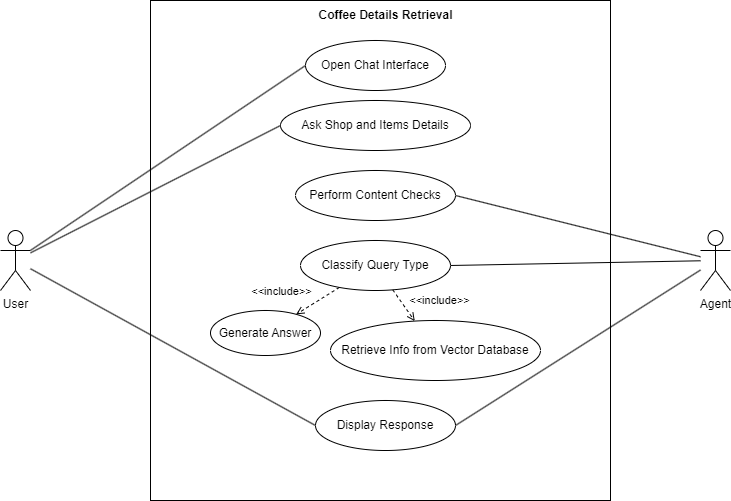 Coffee Details Retrieval
Open Chat Interface
Ask Shop and Items Details
Perform Content Checks
Classify Query Type
<<include>>
<<include>>
User
Agent
Generate Answer
Retrieve Info from Vector Database
Display Response